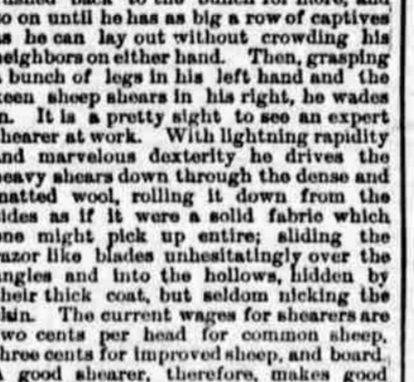 back to the bunch for more, and
so on until he has as big a row of captives
as he can lay out without crowding his
neighbors on either hand. Then, grasping
a bunch of legs in his left hand and the
keen sheep shears in his right, he wades
in. It is a pretty sight to see an expert
shearer at work. With lightning rapidity
and marvelous dexterity he drives the
heavy shears down through the dense and
matted wool, rolling it down from the
sides as if it were a solid fabric which
one might pick up entire; sliding the
razor like blades unhesitatingly over the
angles and into the hollows, hidden by
their thick coat, but seldom nicking the
skin. The current wages for shearers are
two cents per head for common sheep,
three cents for improved sheep, and board.
A good shearer, therefore, makes good